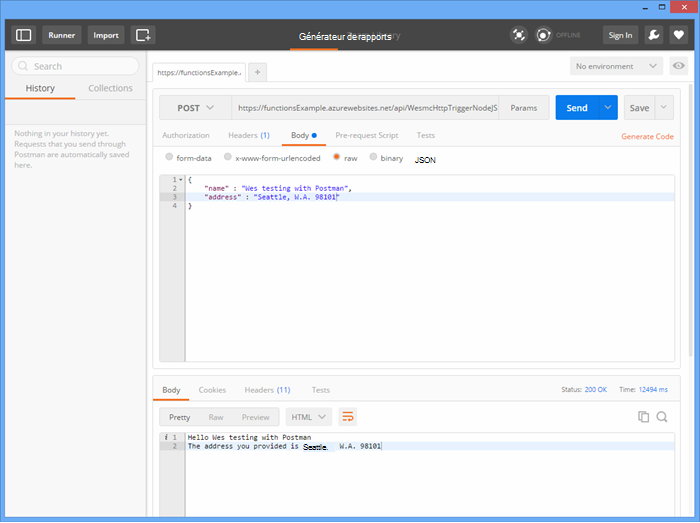 Runner Import Générateur de rapports OFFLINE Sign In
Search
History Collections
Nothing in your history yet.
Requests that you send through
Postman are automatically saved
here.
https://functionsExample. + No environment
POST https://functionsExample.azurewebsites.net/api/WesmcHttpTriggerNodeJS Params Send Save
Authorization Headers (1) Body Pre-request Script Tests Generate Code
form-data x-www-form-urlencoded raw binary JSON
1 {
2 "name" : "Wes testing with Postman",
3 "address" : "Seattle, W.A. 98101"
4 }
Body Cookies Headers (11) Tests Status: 200 OK Time: 12494 ms
Pretty Raw Preview HTML
i 1 Hello Wes testing with Postman
2 The address you provided is Seattle, W.A. 98101